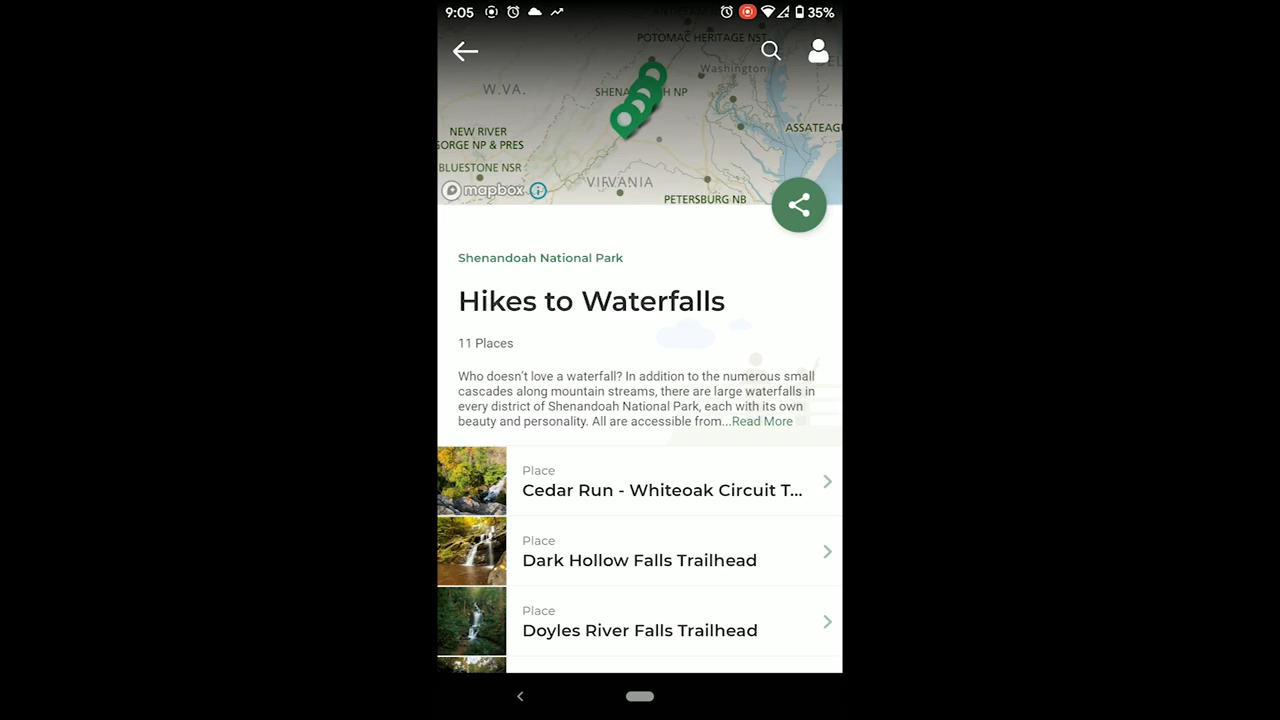 9:05
35%
POTOMAC HERITAGE NST
Washington
W.VA.
NEW RIVER
GORGE NP & PRES
BLUESTONE NSR
mapbox
PETERSBURG NB
Shenandoah National Park
Hikes to Waterfalls
11 Places
Who doesn't love a waterfall? In addition to the numerous small
cascades along mountain streams, there are large waterfalls in
every district of Shenandoah National Park, each with its own
beauty and personality. All are accessible from...Read More
Place
Cedar Run - Whiteoak Circuit T...
Place
Dark Hollow Falls Trailhead
Place
Doyles River Falls Trailhead